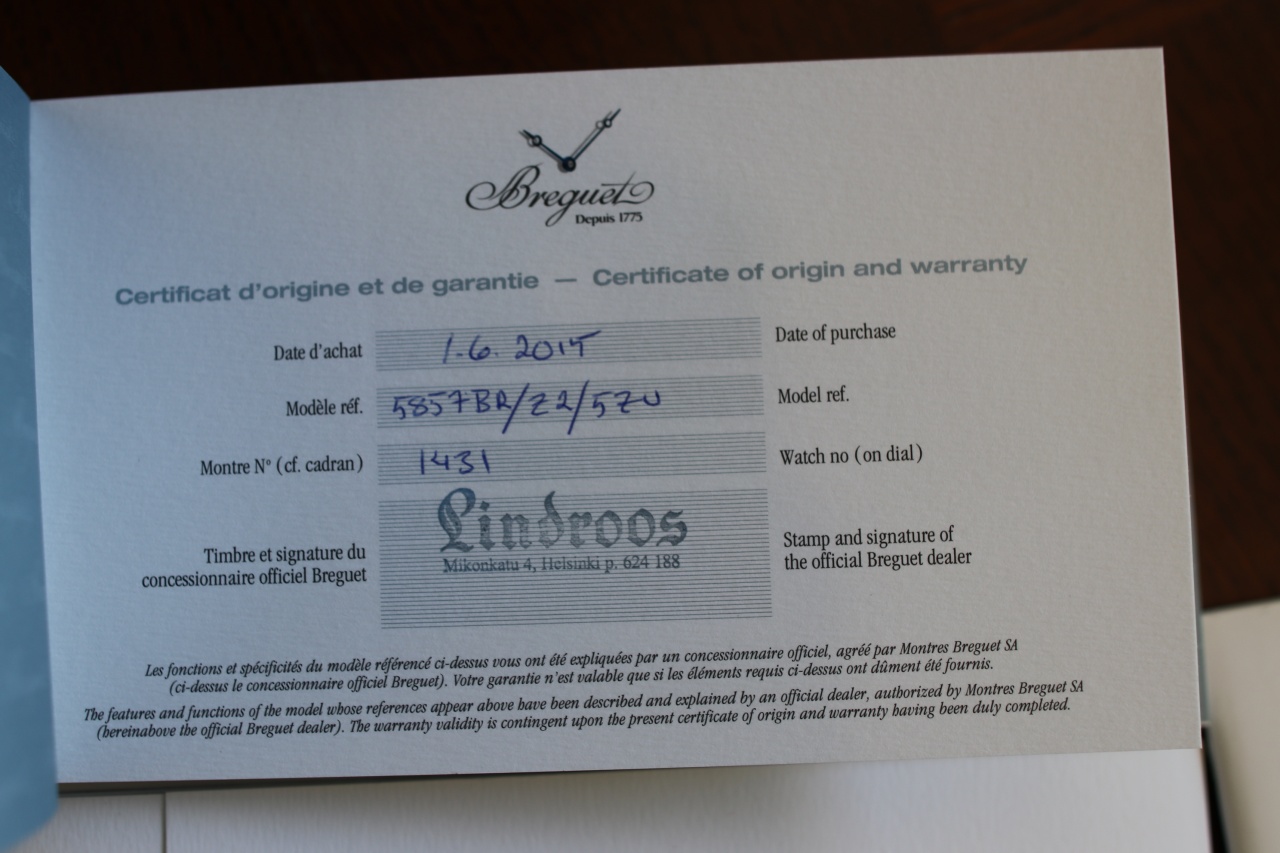 Breguet
Depuis 1775
Certificat d'origine et de garantie — Certificate of origin and warranty
Date d'achat 1.6. 2015 Date of purchase
Modèle réf. 5857BR/Z2/5ZU Model ref.
Montre N° (cf. cadran) 1431 Watch no (on dial)
Lindroos
Mikonkatu 4, Helsinki p. 624 188
Timbre et signature du
concessionnaire officiel Breguet
Stamp and signature of
the official Breguet dealer
Les fonctions et spécificités du modèle référencé ci-dessus vous ont été expliquées par un concessionnaire officiel, agréé par Montres Breguet SA
(ci-dessus le concessionnaire officiel Breguet). Votre garantie n'est valable que si les éléments requis ci-dessus ont dûment été fournis.
The features and functions of the model whose references appear above have been described and explained by an official dealer, authorized by Montres Breguet SA
(hereinabove the official Breguet dealer). The warranty validity is contingent upon the present certificate of origin and warranty having been duly completed.